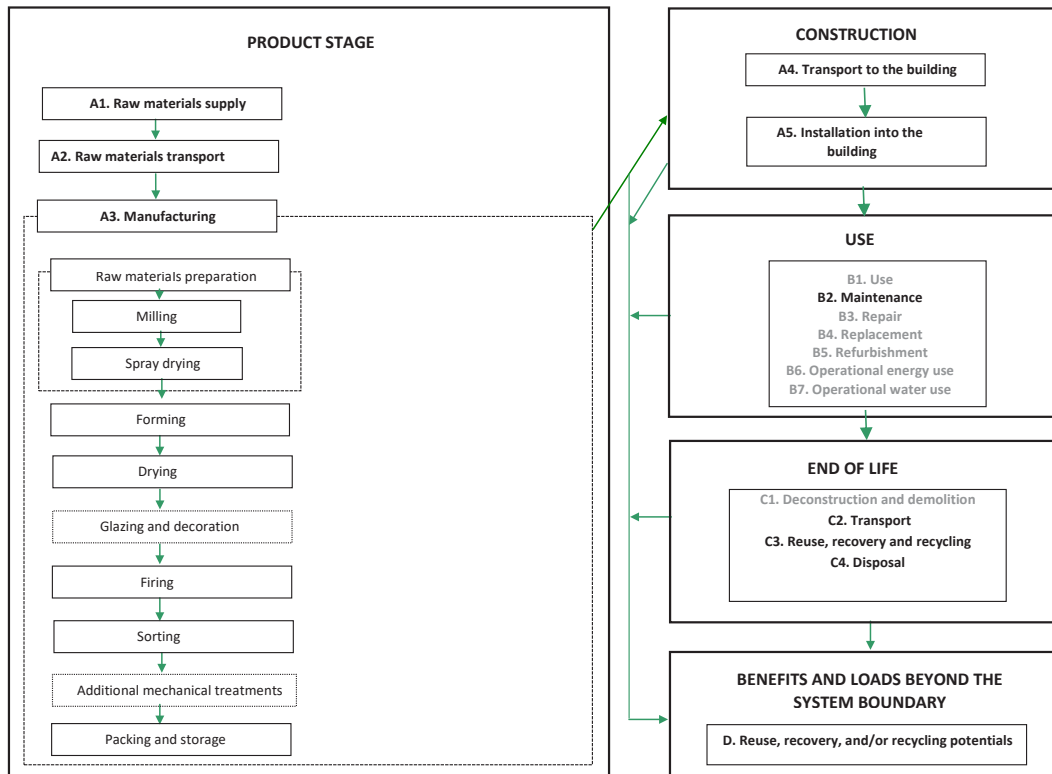 PRODUCT STAGE
A1. Raw materials supply
A2. Raw materials transport
A3. Manufacturing
Raw materials preparation
Milling
Spray drying
Forming
Drying
Glazing and decoration
Firing
Sorting
Additional mechanical treatments
Packing and storage
CONSTRUCTION
A4. Transport to the building
A5. Installation into the
building
USE
B1. Use
B2. Maintenance
B3. Repair
B4. Replacement
B5. Refurbishment
B6. Operational energy use
B7. Operational water use
END OF LIFE
C1. Deconstruction and demolition
C2. Transport
C3. Reuse, recovery and recycling
C4. Disposal
BENEFITS AND LOADS BEYOND THE
SYSTEM BOUNDARY
D. Reuse, recovery, and/or recycling potentials